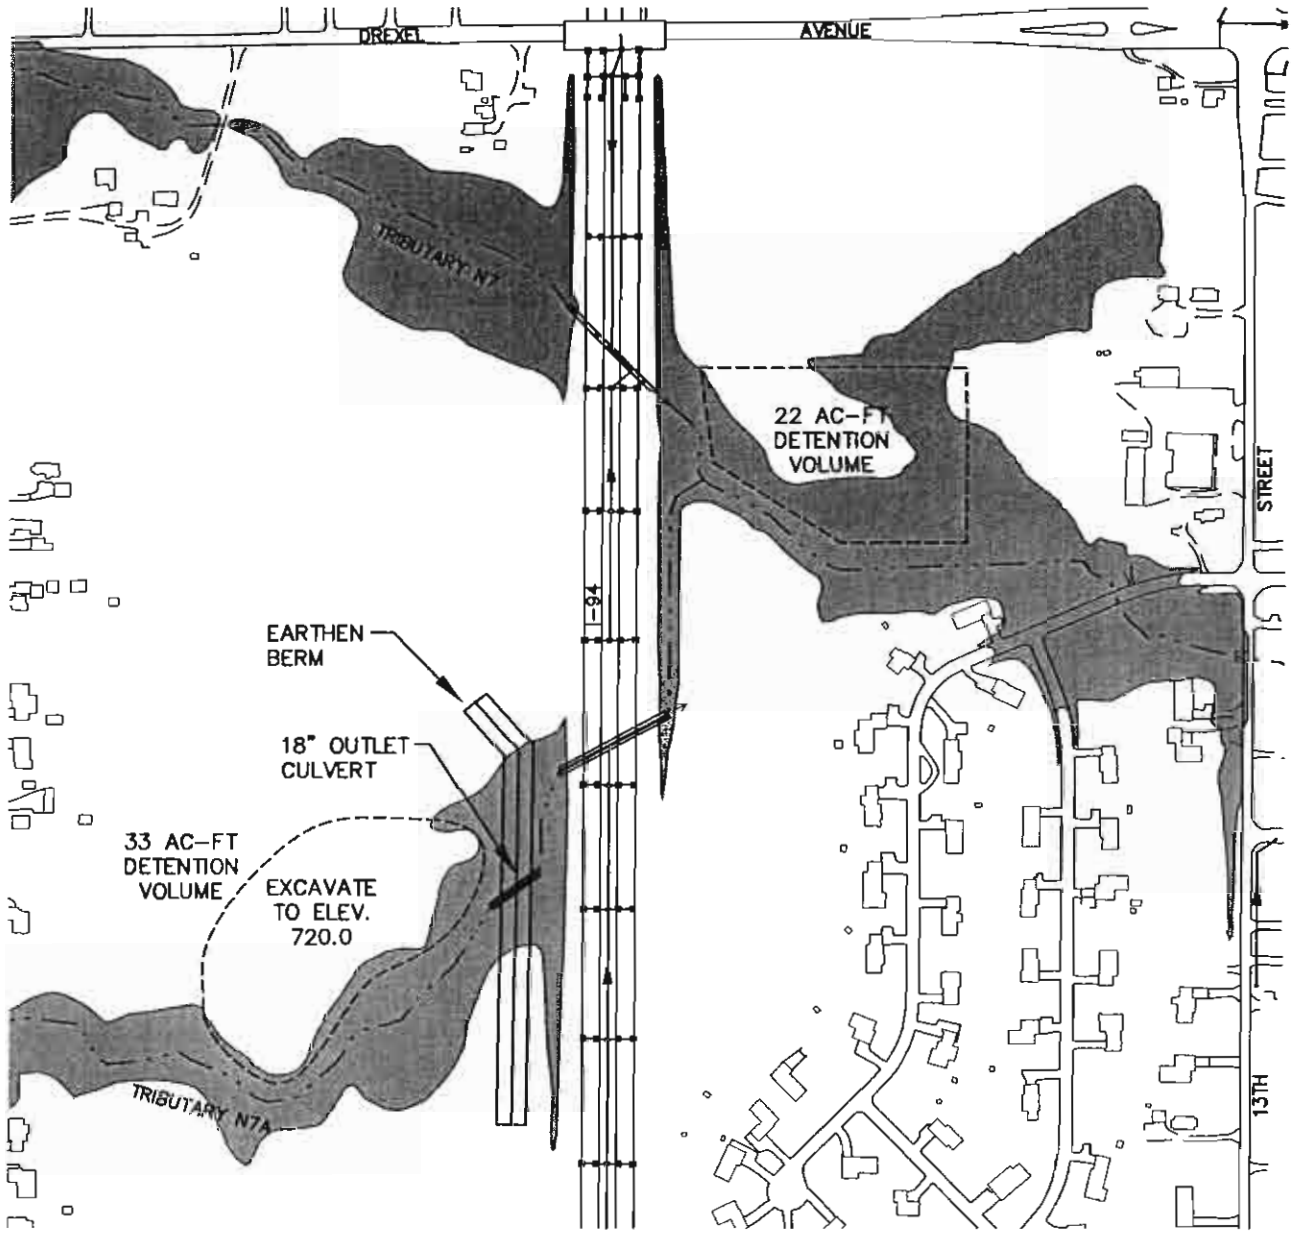 DREXEL
AVENUE
TRIBUTARY N7
22 AC-FT
DETENTION
VOLUME
STREET
I-94
EARTHEN
BERM
18" OUTLET
CULVERT
33 AC-FT
DETENTION
VOLUME
EXCAVATE
TO ELEV.
720.0
TRIBUTARY N7A
13TH